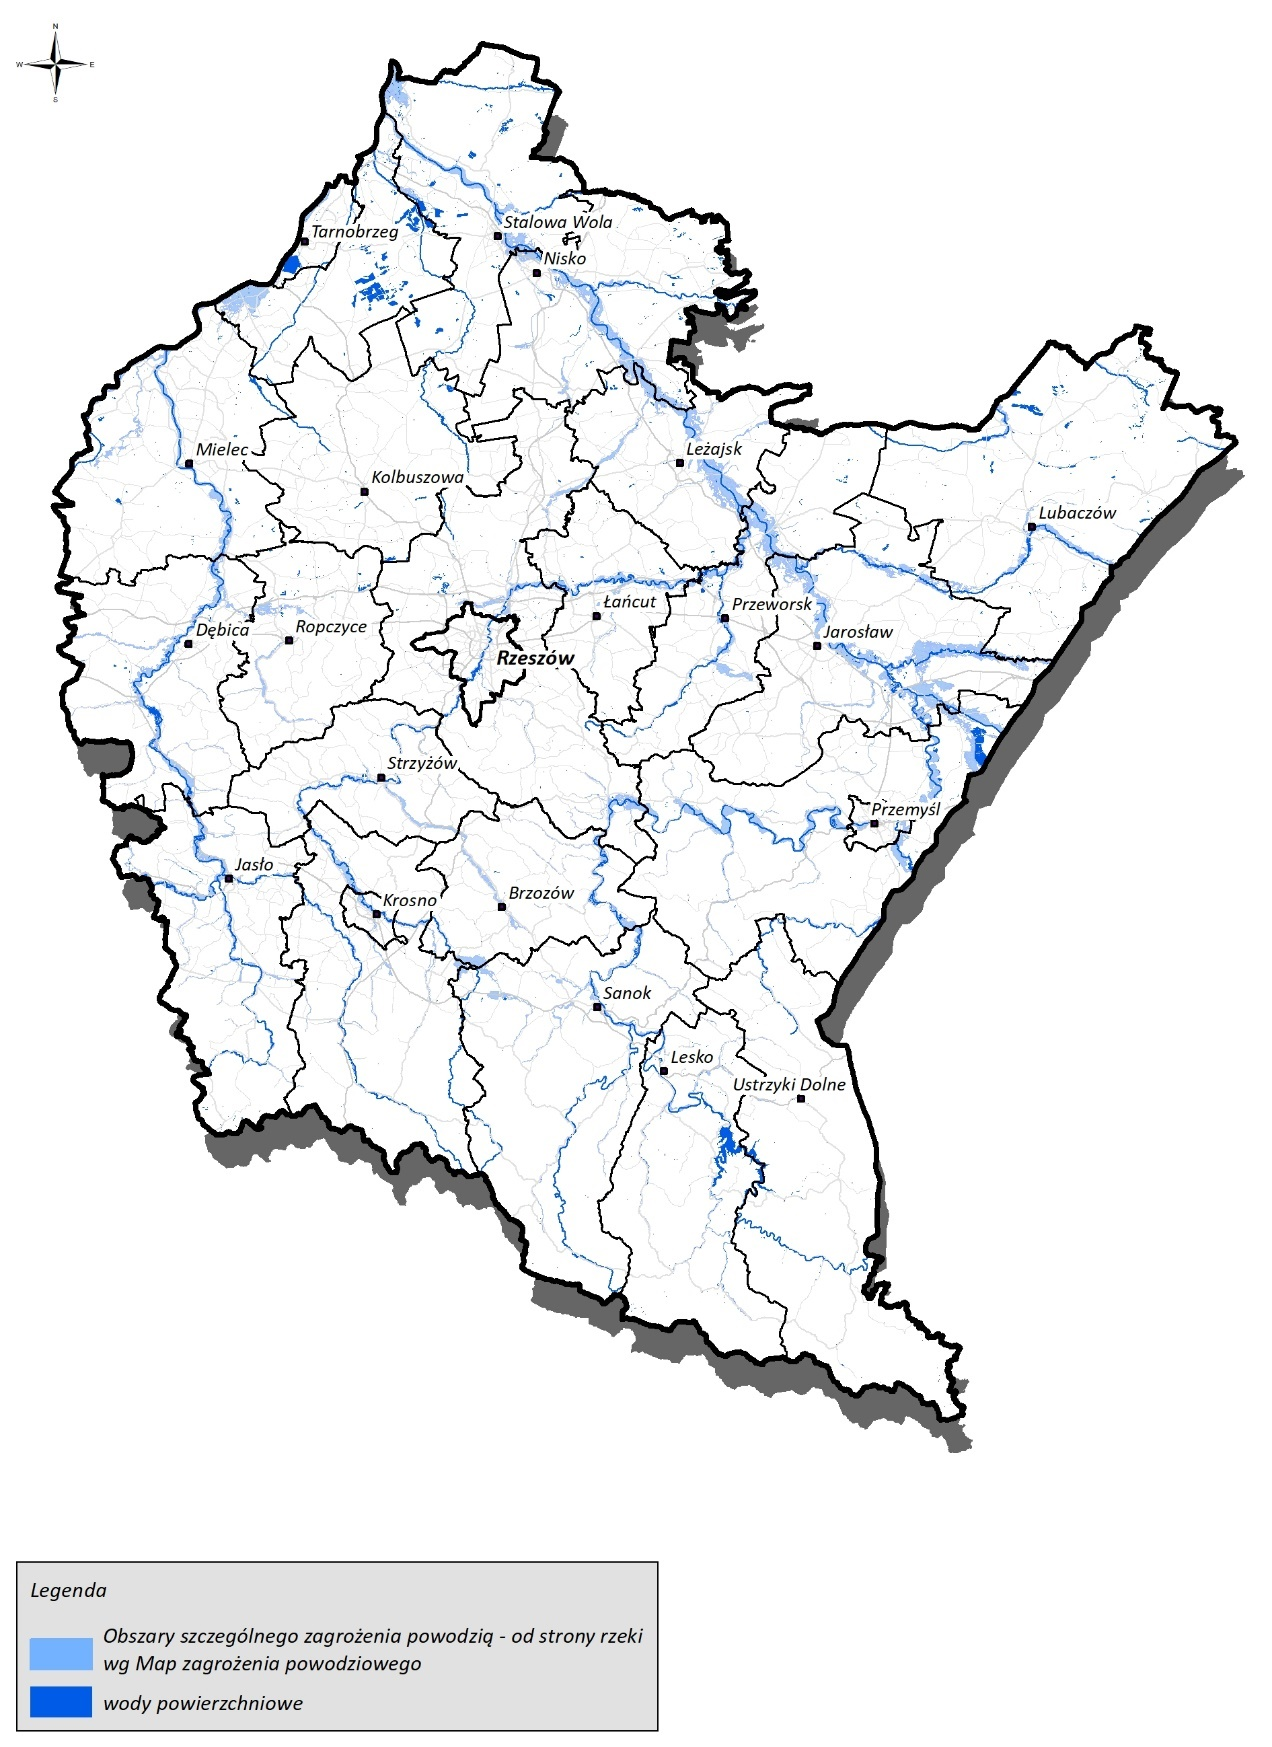 N
W E
S
Stalowa Wola
Tarnobrzeg
Nisko
Mielec
Leżajsk
Kolbuszowa
Lubaczów
Łańcut
Przeworsk
Dębica
Ropczyce
Jarosław
Rzeszów
Strzyżów
Przemyśl
Jasło
Krosno
Brzozów
Sanok
Lesko
Ustrzyki Dolne
Legenda
Obszary szczególnego zagrożenia powodzią - od strony rzeki
wg Map zagrożenia powodziowego
wody powierzchniowe